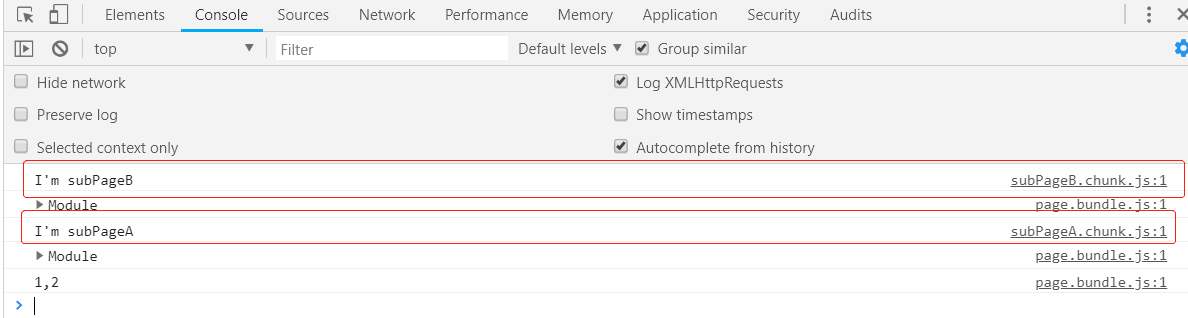 Elements Console Sources Network Performance Memory Application Security Audits
top Filter Default levels Group similar
Hide network Log XMLHttpRequests
Preserve log Show timestamps
Selected context only Autocomplete from history
I'm subPageB subPageB.chunk.js:1
Module page.bundle.js:1
I'm subPageA subPageA.chunk.js:1
Module page.bundle.js:1
1,2 page.bundle.js:1